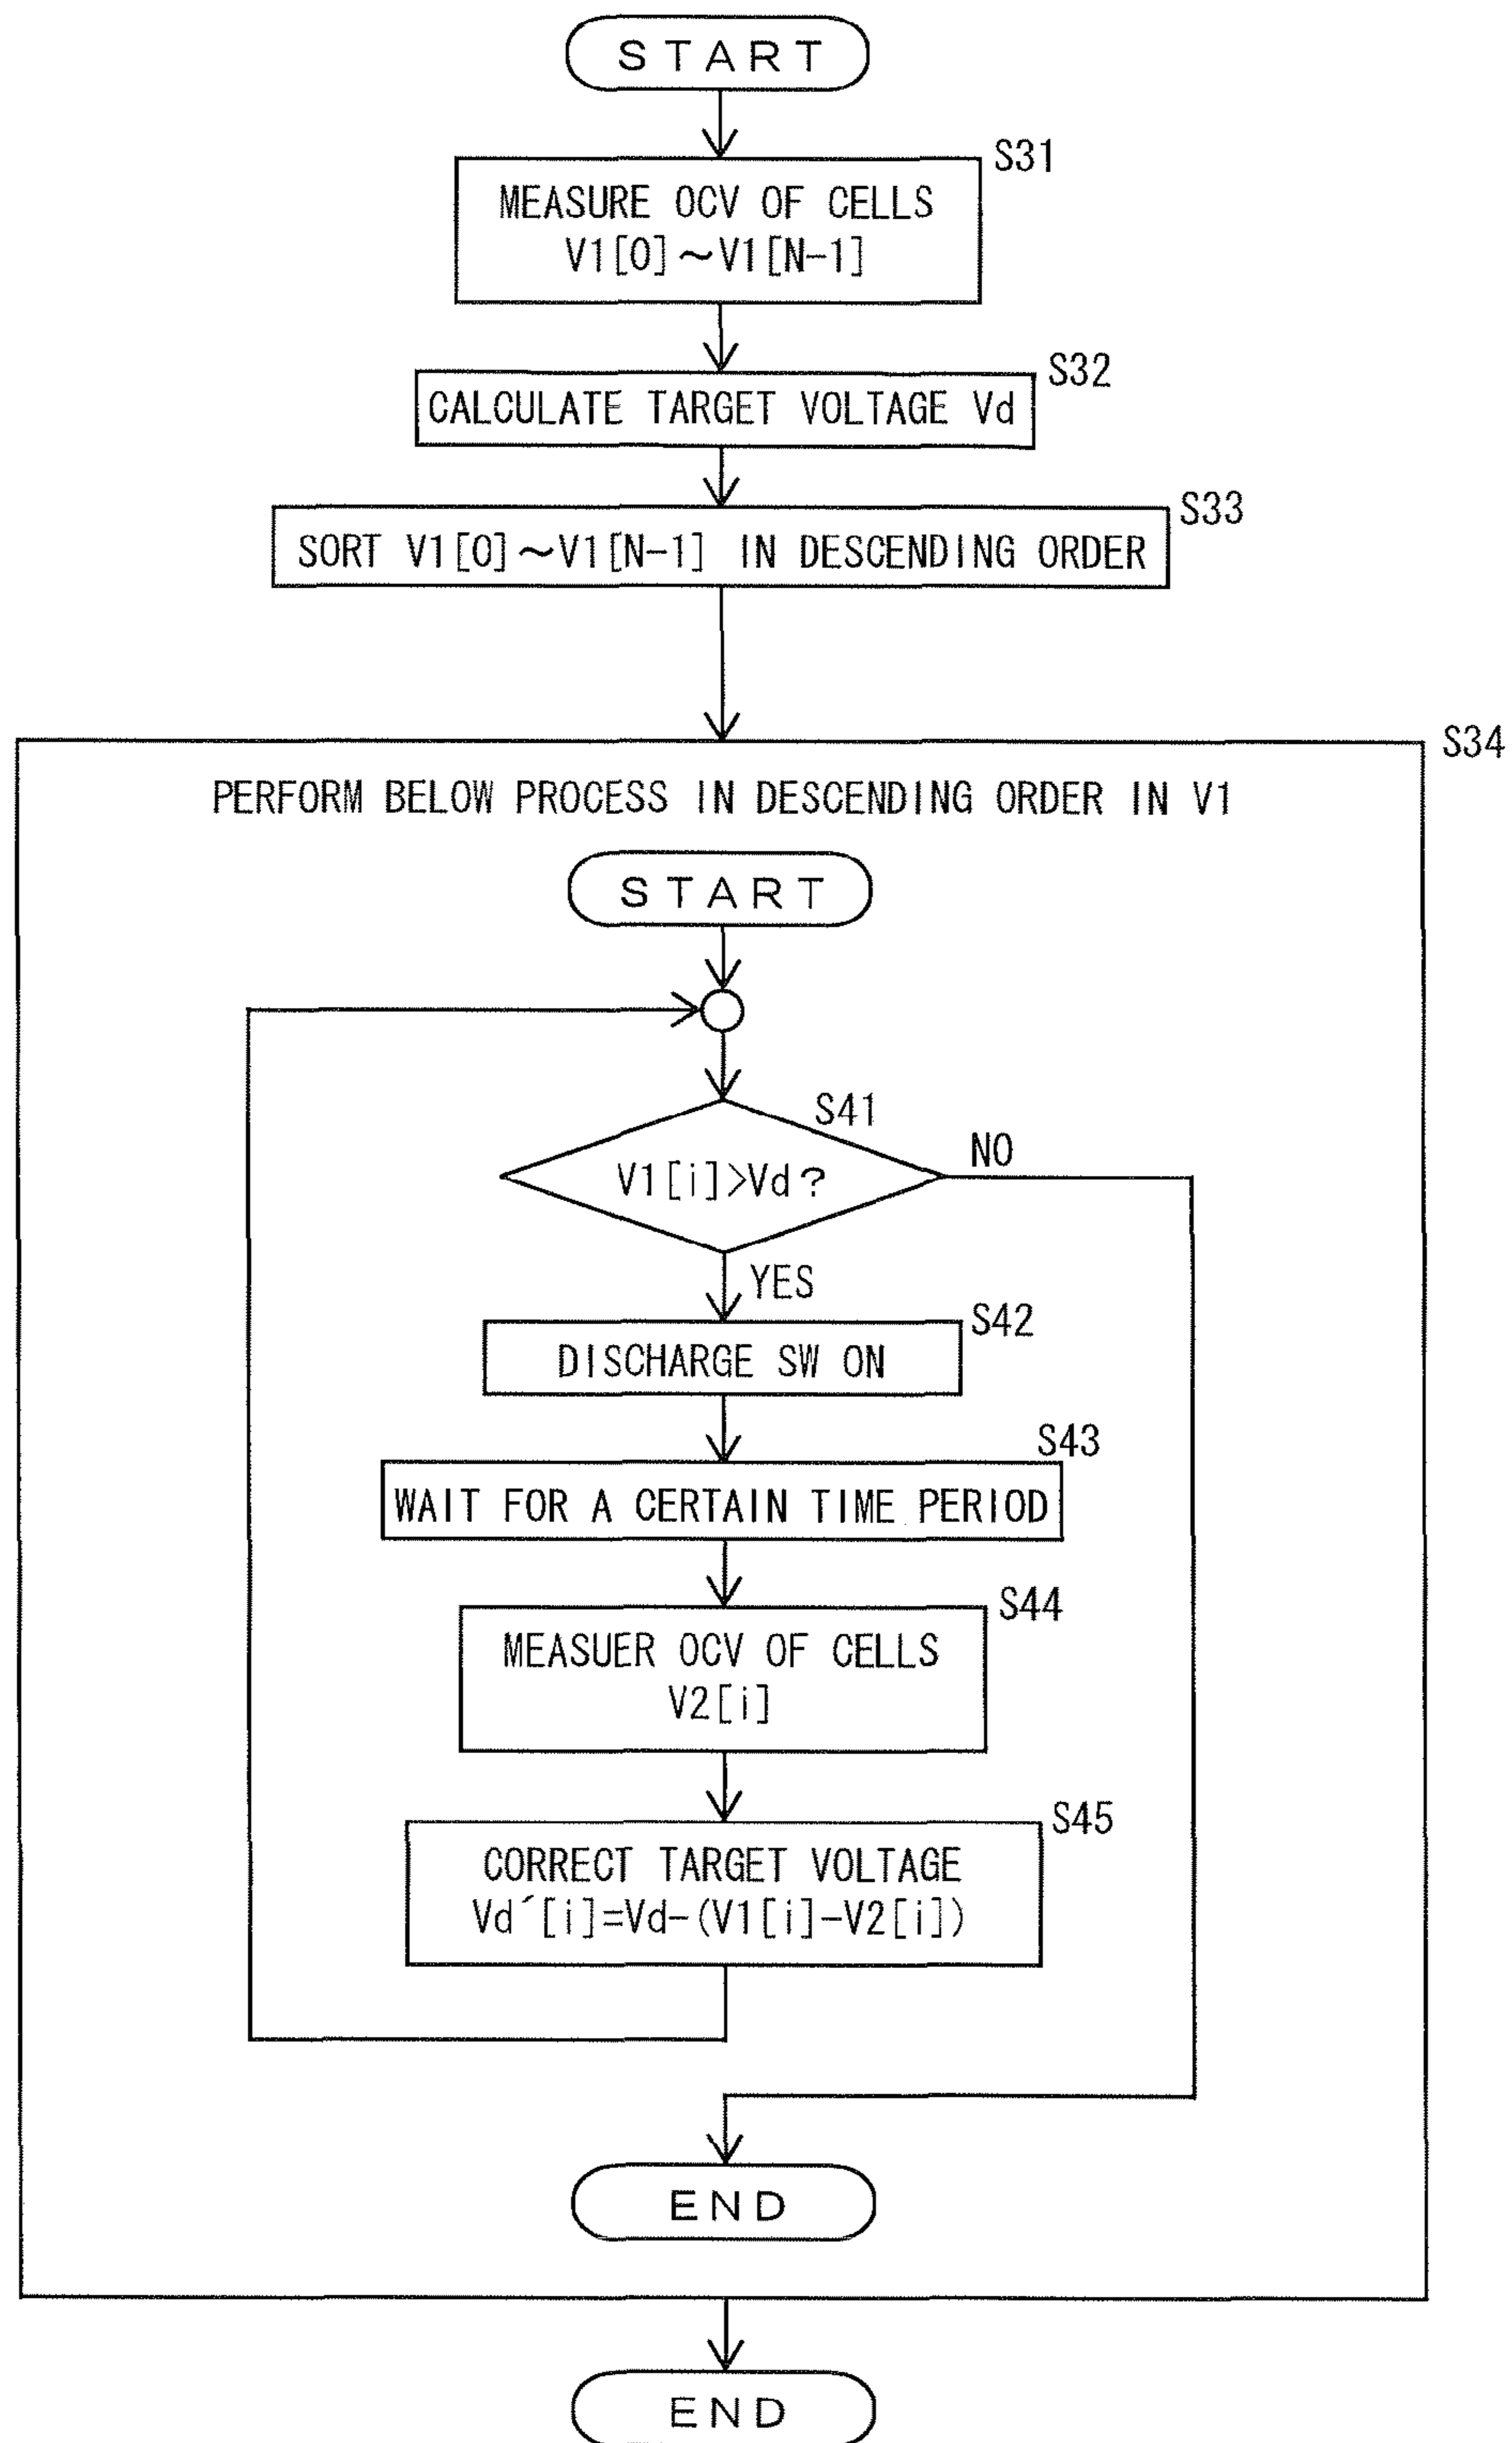 START
S31
MEASURE OCV OF CELLS
V1[0]~V1[N-1]
S32
CALCULATE TARGET VOLTAGE Vd
S33
SORT V1[0]~V1[N-1] IN DESCENDING ORDER
S34
PERFORM BELOW PROCESS IN DESCENDING ORDER IN V1
START
S41
V1[i]>Vd?
NO
YES
S42
DISCHARGE SW ON
S43
WAIT FOR A CERTAIN TIME PERIOD
S44
MEASUER OCV OF CELLS
V2[i]
S45
CORRECT TARGET VOLTAGE
Vd´[i]=Vd-(V1[i]-V2[i])
END
END